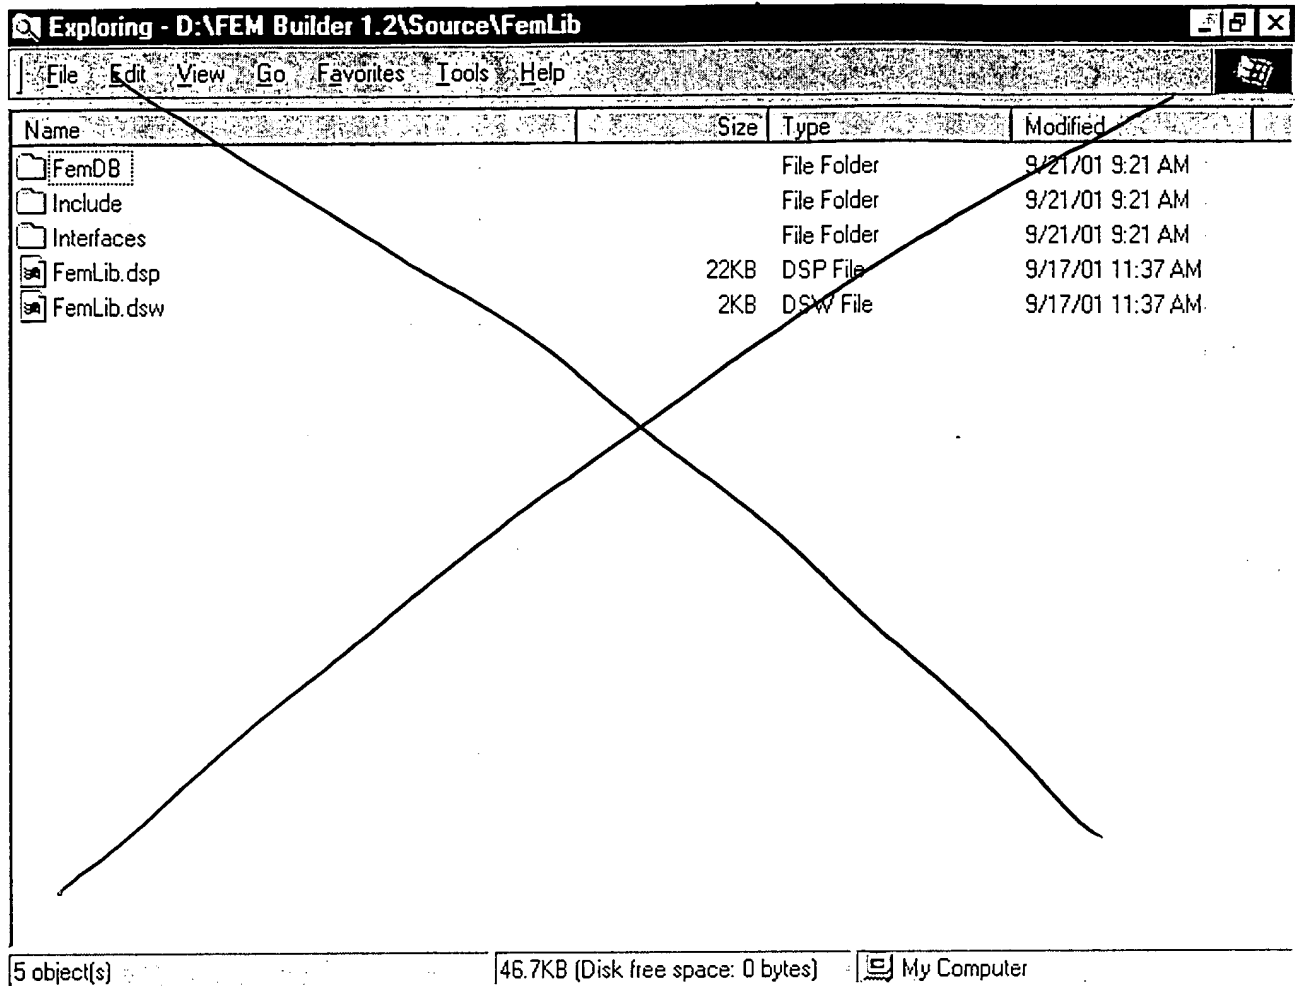 Exploring - D:\FEM Builder 1.2\Source\FemLib
File Edit View Go Favorites Tools Help
Name Size Type Modified
FemDB File Folder 9/21/01 9:21 AM
Include File Folder 9/21/01 9:21 AM
Interfaces File Folder 9/21/01 9:21 AM
FemLib.dsp 22KB DSP File 9/17/01 11:37 AM
FemLib.dsw 2KB DSW File 9/17/01 11:37 AM
5 object(s) 46.7KB (Disk free space: 0 bytes) My Computer